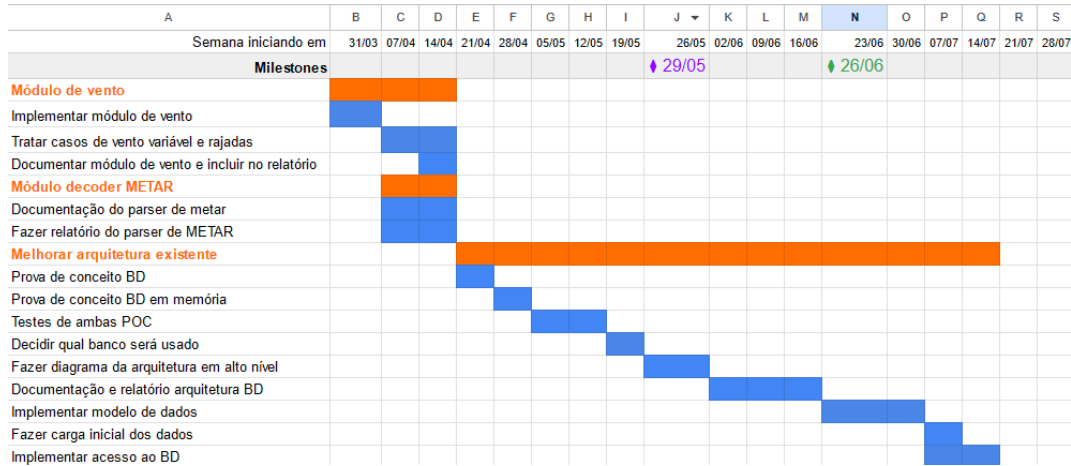 A B C D E F G H I J K L M N O P Q R S
Semana iniciando em 31/03 07/04 14/04 21/04 28/04 05/05 12/05 19/05 26/05 02/06 09/06 16/06 23/06 30/06 07/07 14/07 21/07 28/07
Milestones 29/05 26/06
Módulo de vento
Implementar módulo de vento
Tratar casos de vento variável e rajadas
Documentar módulo de vento e incluir no relatório
Módulo decoder METAR
Documentação do parser de metar
Fazer relatório do parser de METAR
Melhorar arquitetura existente
Prova de conceito BD
Prova de conceito BD em memória
Testes de ambas POC
Decidir qual banco será usado
Fazer diagrama da arquitetura em alto nível
Documentação e relatório arquitetura BD
Implementar modelo de dados
Fazer carga inicial dos dados
Implementar acesso ao BD